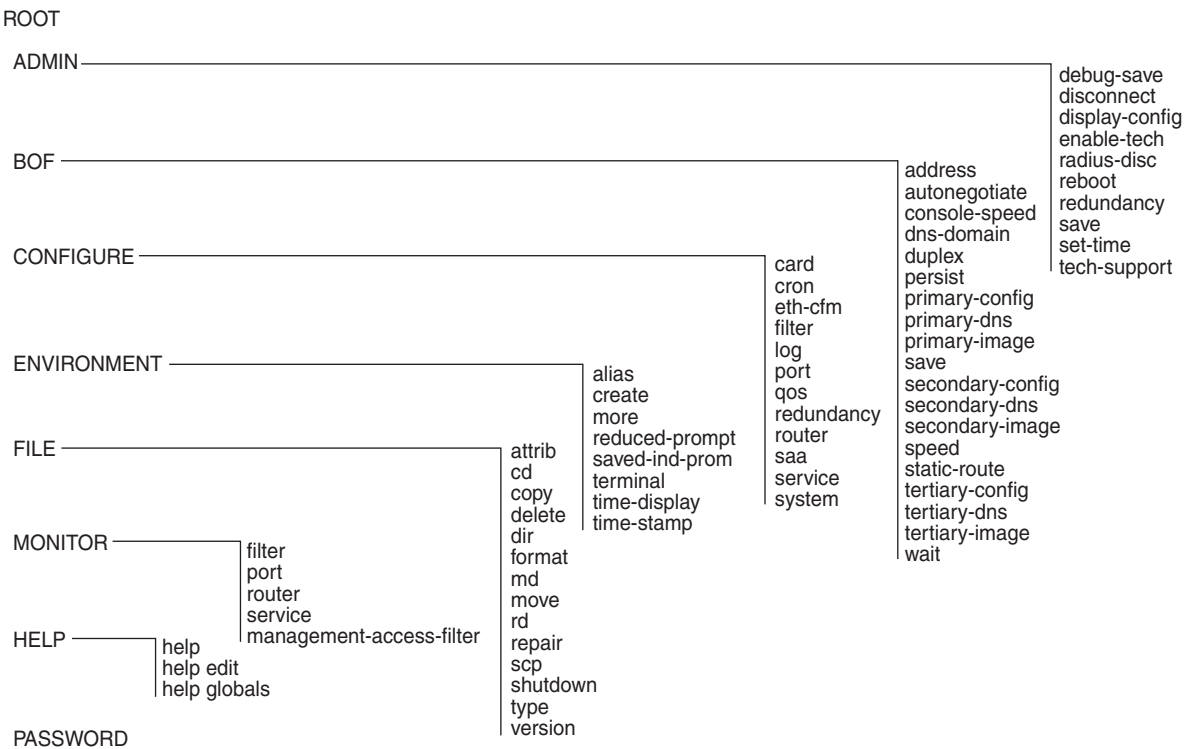 ROOT
ADMIN
debug-save
disconnect
display-config
enable-tech
radius-disc
reboot
redundancy
save
set-time
tech-support
BOF
address
autonegotiate
console-speed
dns-domain
duplex
persist
primary-config
primary-dns
primary-image
save
secondary-config
secondary-dns
secondary-image
speed
static-route
tertiary-config
tertiary-dns
tertiary-image
wait
CONFIGURE
card
cron
eth-cfm
filter
log
port
qos
redundancy
router
saa
service
system
ENVIRONMENT
alias
create
more
reduced-prompt
saved-ind-prom
terminal
time-display
time-stamp
FILE
attrib
cd
copy
delete
dir
format
md
move
rd
repair
scp
shutdown
type
version
MONITOR
filter
port
router
service
management-access-filter
HELP
help
help edit
help globals
PASSWORD